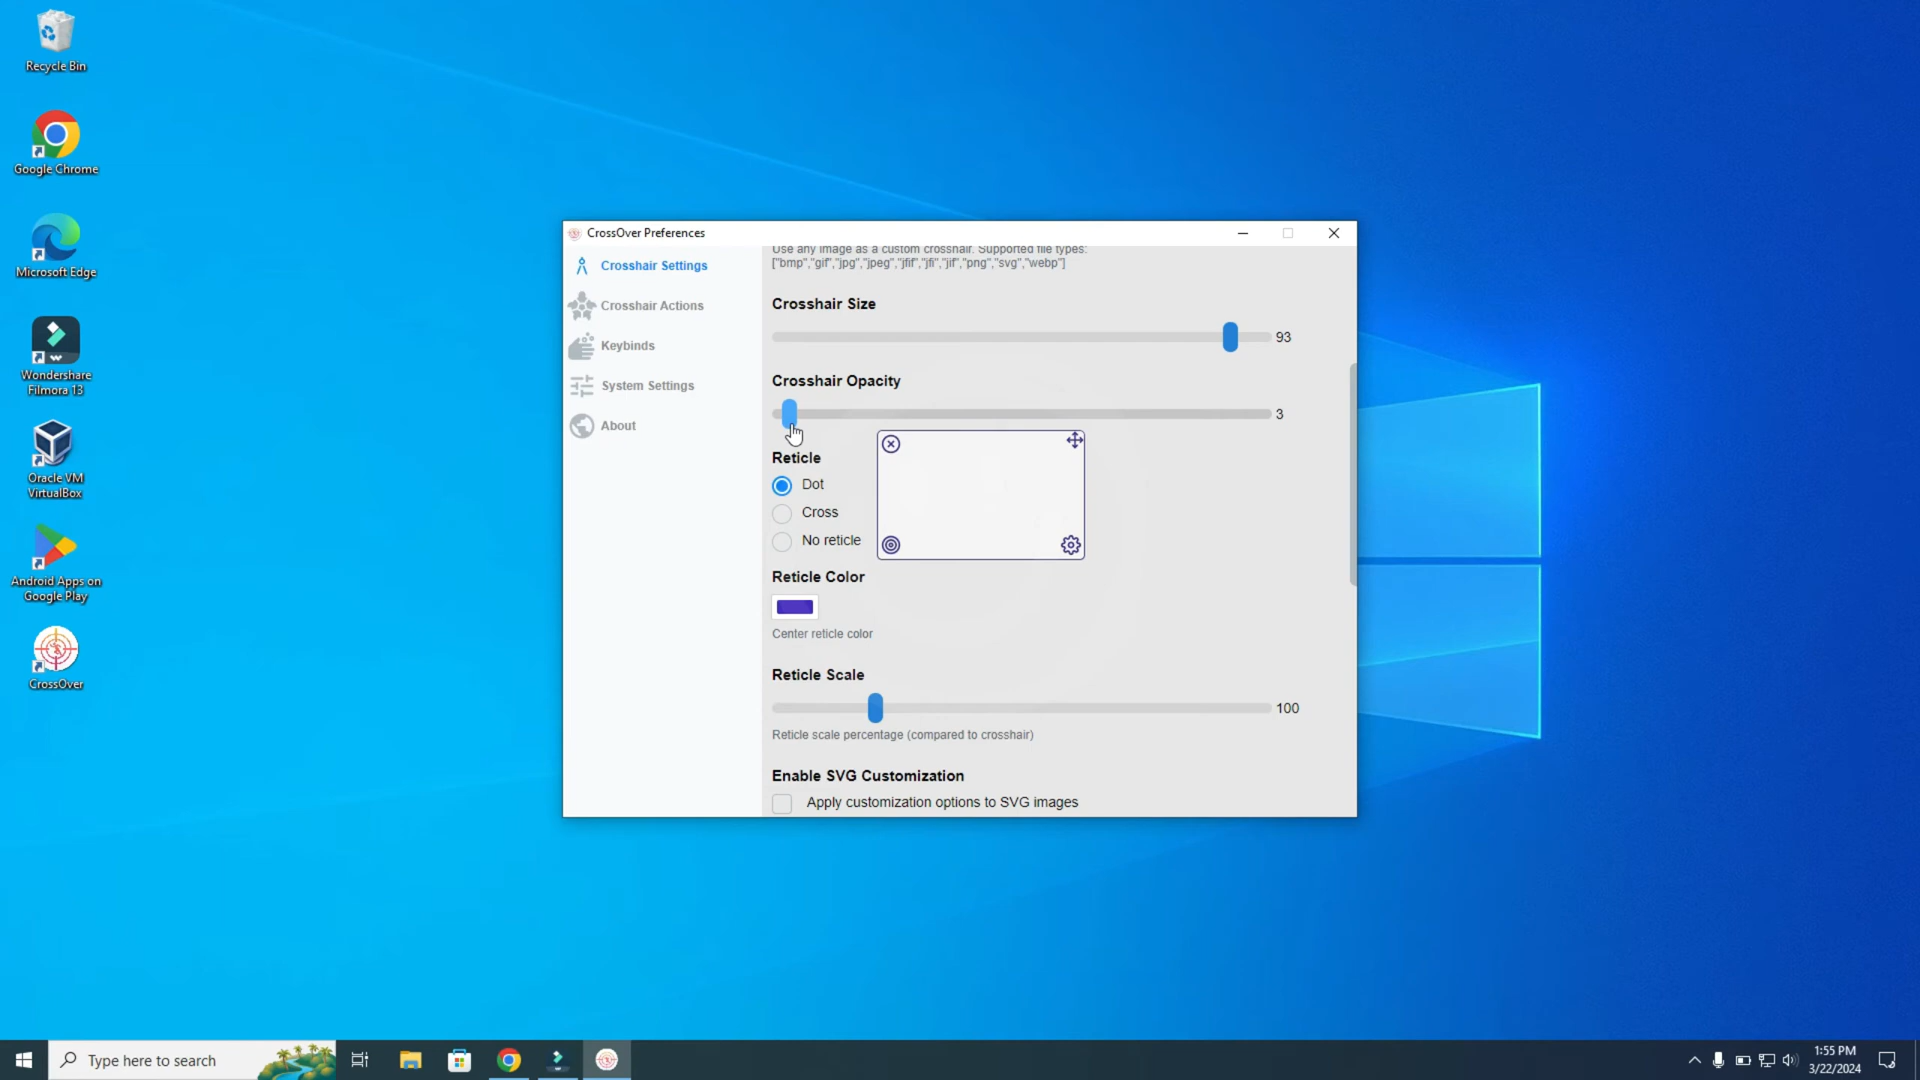 Recycle Bin
Google Chrome
Microsoft Edge
Wondershare
Filmora 13
Oracle VM
VirtualBox
Android Apps on
Google Play
CrossOver
CrossOver Preferences
Crosshair Settings
Crosshair Actions
Keybinds
System Settings
About
Use any image as a custom crosshair. Supported file types:
["bmp","gif","jpg","jpeg","jfif","jfi","jif","png","svg","webp"]
Crosshair Size
93
Crosshair Opacity
3
Reticle
Dot
Cross
No reticle
Reticle Color
Center reticle color
Reticle Scale
100
Reticle scale percentage (compared to crosshair)
Enable SVG Customization
Apply customization options to SVG images
Type here to search
1:55 PM
3/22/2024